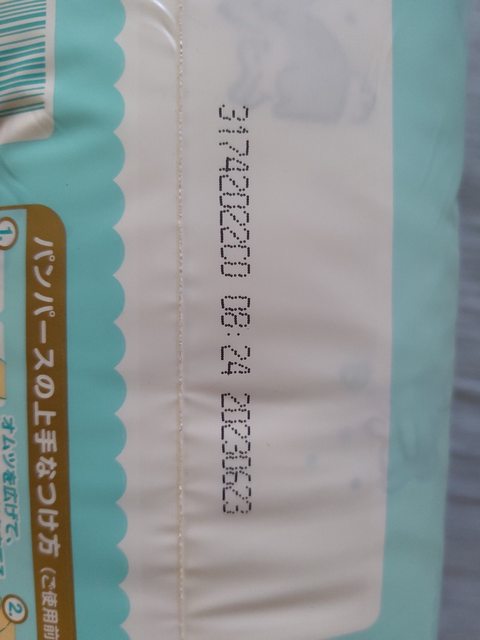 08:24 20230623
パンパースの上手なつけ方 (ご使用前
1.
オムツを広げて、
2